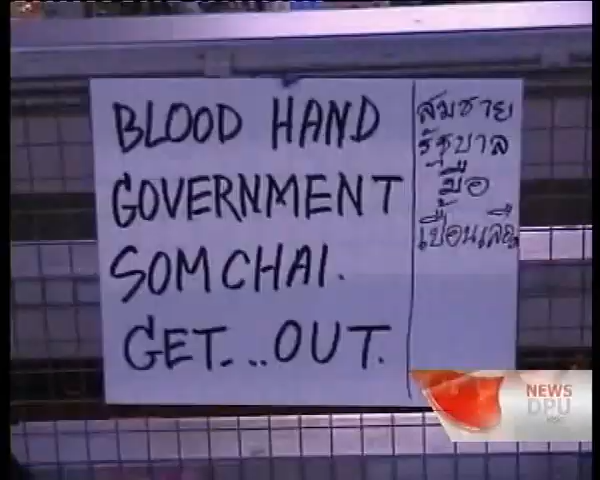 BLOOD HAND
GOVERNMENT
SOMCHAI.
GET...OUT.
สมชาย
รัฐบาล
มือ
เปื้อนเลือด
NEWS
DPU